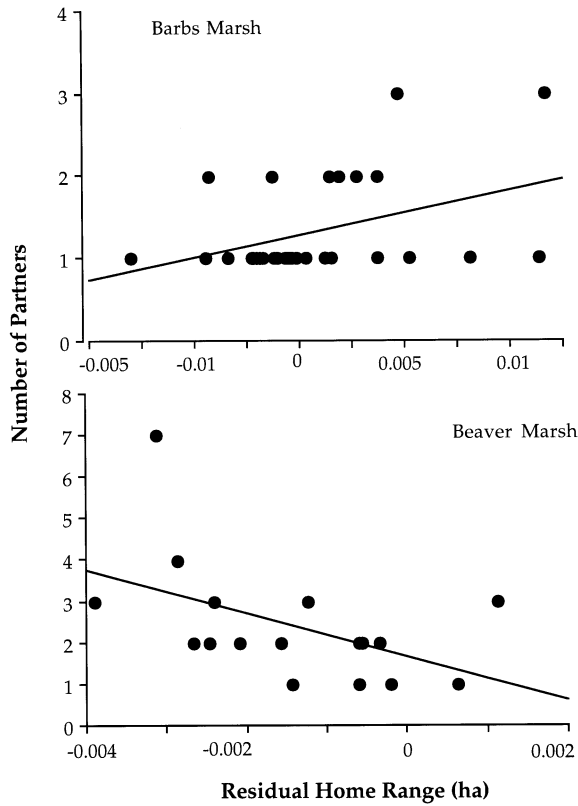 Barbs Marsh
4
3
2
1
0
-0.005 -0.01 0 0.005 0.01
Number of Partners
Beaver Marsh
8
7
6
5
4
3
2
1
0
-0.004 -0.002 0 0.002
Residual Home Range (ha)